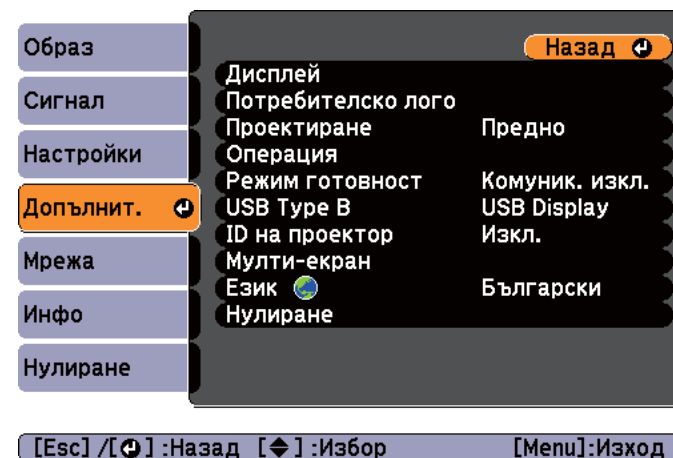 Образ
Сигнал
Настройки
Допълнит.
Мрежа
Инфо
Нулиране
Назад
Дисплей
Потребителско лого
Проектиране Предно
Операция
Режим готовност Комуник. изкл.
USB Type B USB Display
ID на проектор Изкл.
Мулти-екран
Език Български
Нулиране
[Esc] /[ ] :Назад [ ] :Избор [Menu]:Изход